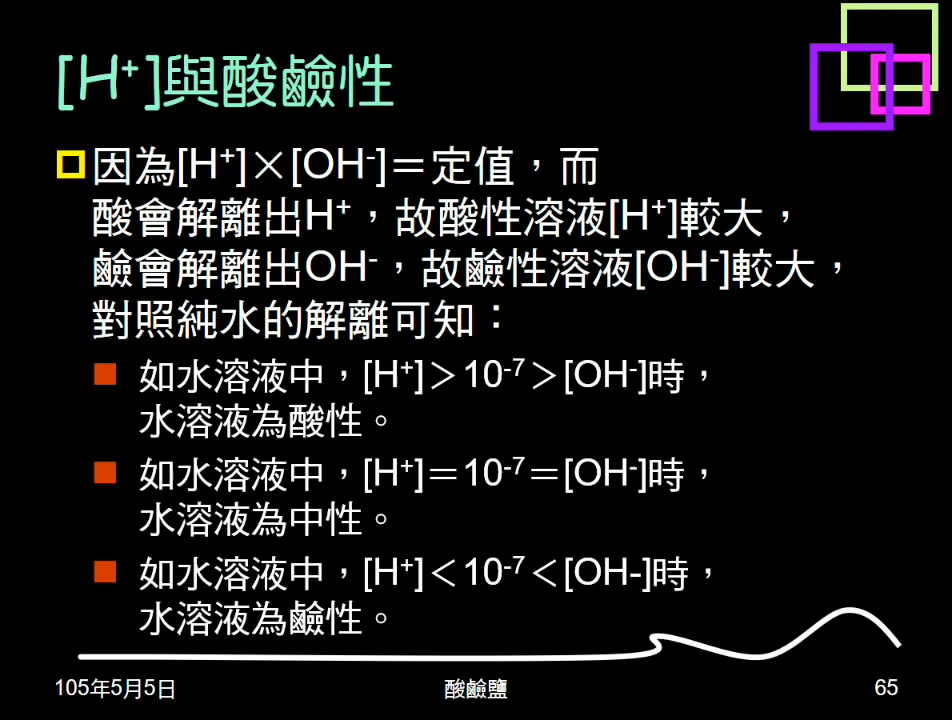 [H⁺]與酸鹼性
因為[H⁺]×[OH⁻]＝定值，而
酸會解離出H⁺，故酸性溶液[H⁺]較大，
鹼會解離出OH⁻，故鹼性溶液[OH⁻]較大，
對照純水的解離可知：
如水溶液中，[H⁺]＞10⁻⁷＞[OH⁻]時，
水溶液為酸性。
如水溶液中，[H⁺]＝10⁻⁷＝[OH⁻]時，
水溶液為中性。
如水溶液中，[H⁺]＜10⁻⁷＜[OH-]時，
水溶液為鹼性。
105年5月5日
酸鹼鹽
65